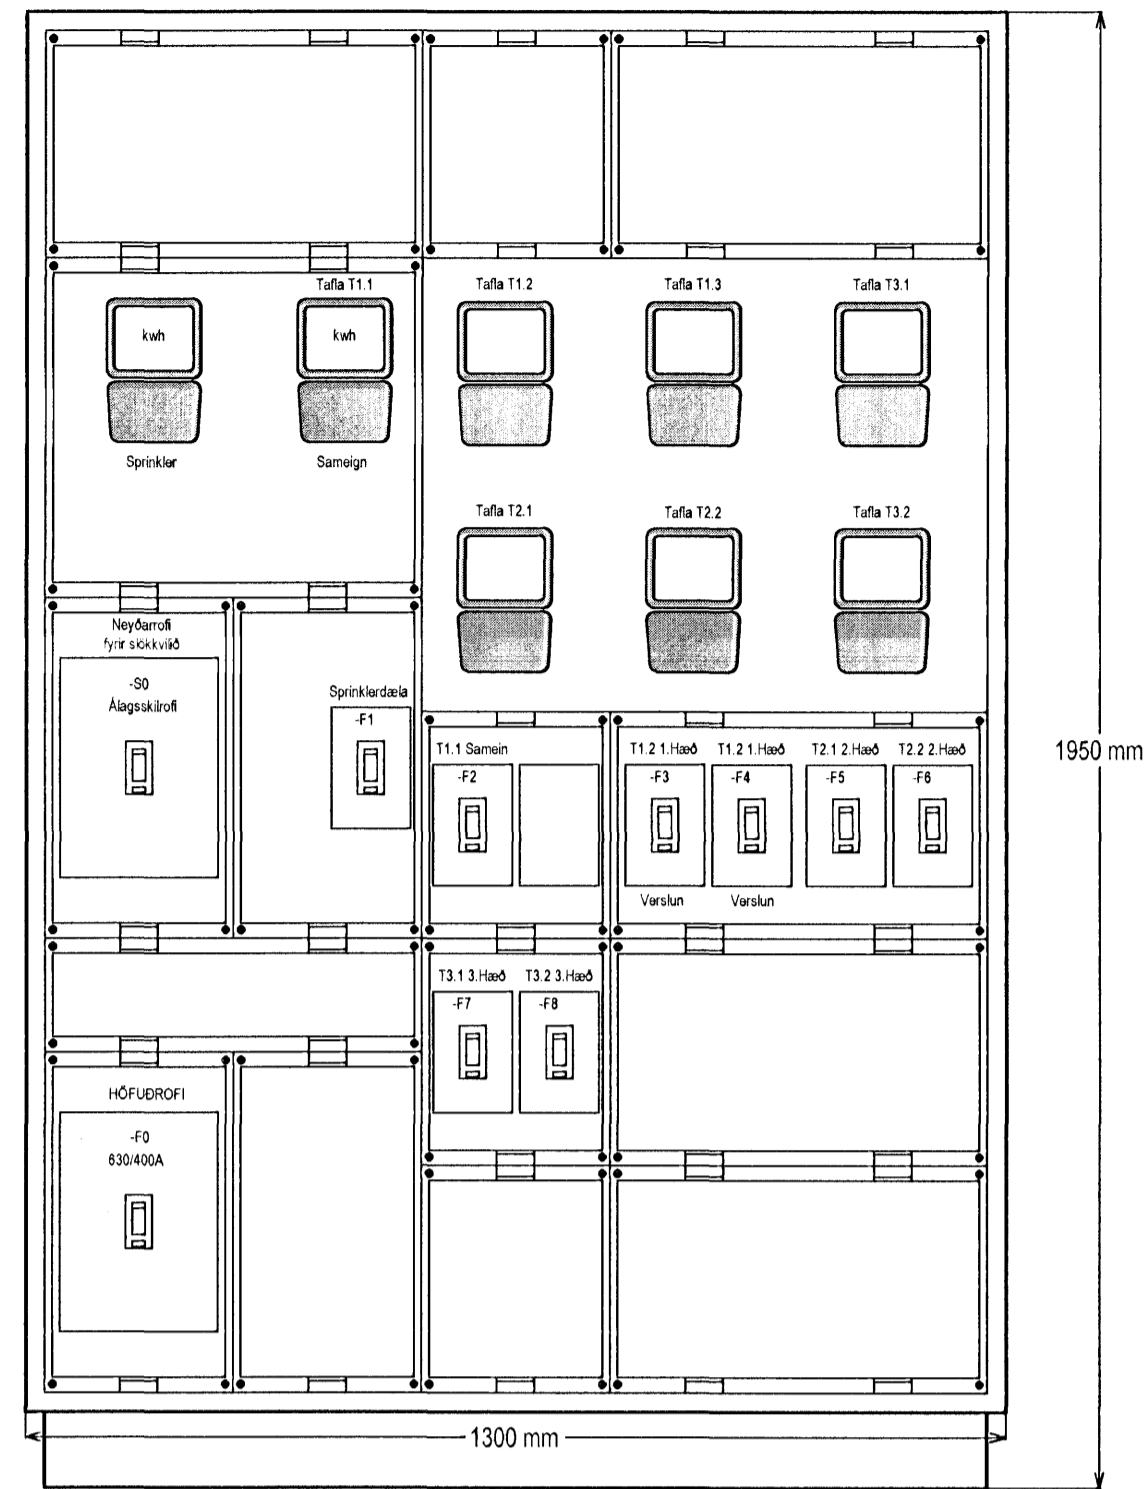 Tafla T1.1
Tafla T1.2
Tafla T1.3
Tafla T3.1
kwh
kwh
Sprinkler
Sameign
Tafla T2.1
Tafla T2.2
Tafla T3.2
Neyðarrofi
fyrir slökkvilið
-S0
Álagsskilrofi
Sprinklerdæla
-F1
T1.1 Samein
-F2
T1.2 1.Hæð
T1.2 1.Hæð
T2.1 2.Hæð
T2.2 2.Hæð
-F3
-F4
-F5
-F6
Verslun
Verslun
1950 mm
T3.1 3.Hæð
T3.2 3.Hæð
-F7
-F8
HÖFUÐROFI
-F0
630/400A
1300 mm